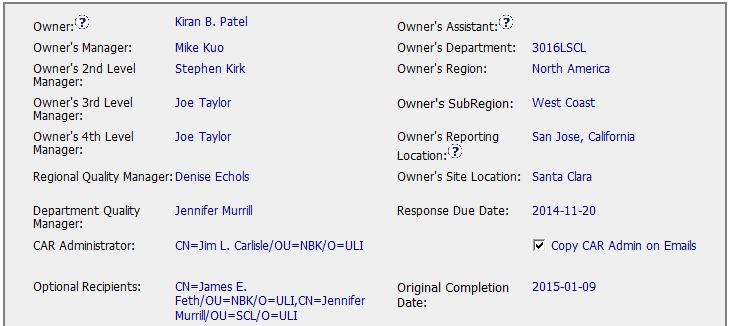 Owner: ? Kiran B. Patel Owner's Assistant: ?
Owner's Manager: Mike Kuo Owner's Department: 3016LSCL
Owner's 2nd Level Manager: Stephen Kirk Owner's Region: North America
Owner's 3rd Level Manager: Joe Taylor Owner's SubRegion: West Coast
Owner's 4th Level Manager: Joe Taylor Owner's Reporting Location: ? San Jose, California
Regional Quality Manager: Denise Echols Owner's Site Location: Santa Clara
Department Quality Manager: Jennifer Murrill Response Due Date: 2014-11-20
CAR Administrator: CN=Jim L. Carlisle/OU=NBK/O=ULI Copy CAR Admin on Emails
Optional Recipients: CN=James E. Feth/OU=NBK/O=ULI,CN=Jennifer Murrill/OU=SCL/O=ULI Original Completion Date: 2015-01-09